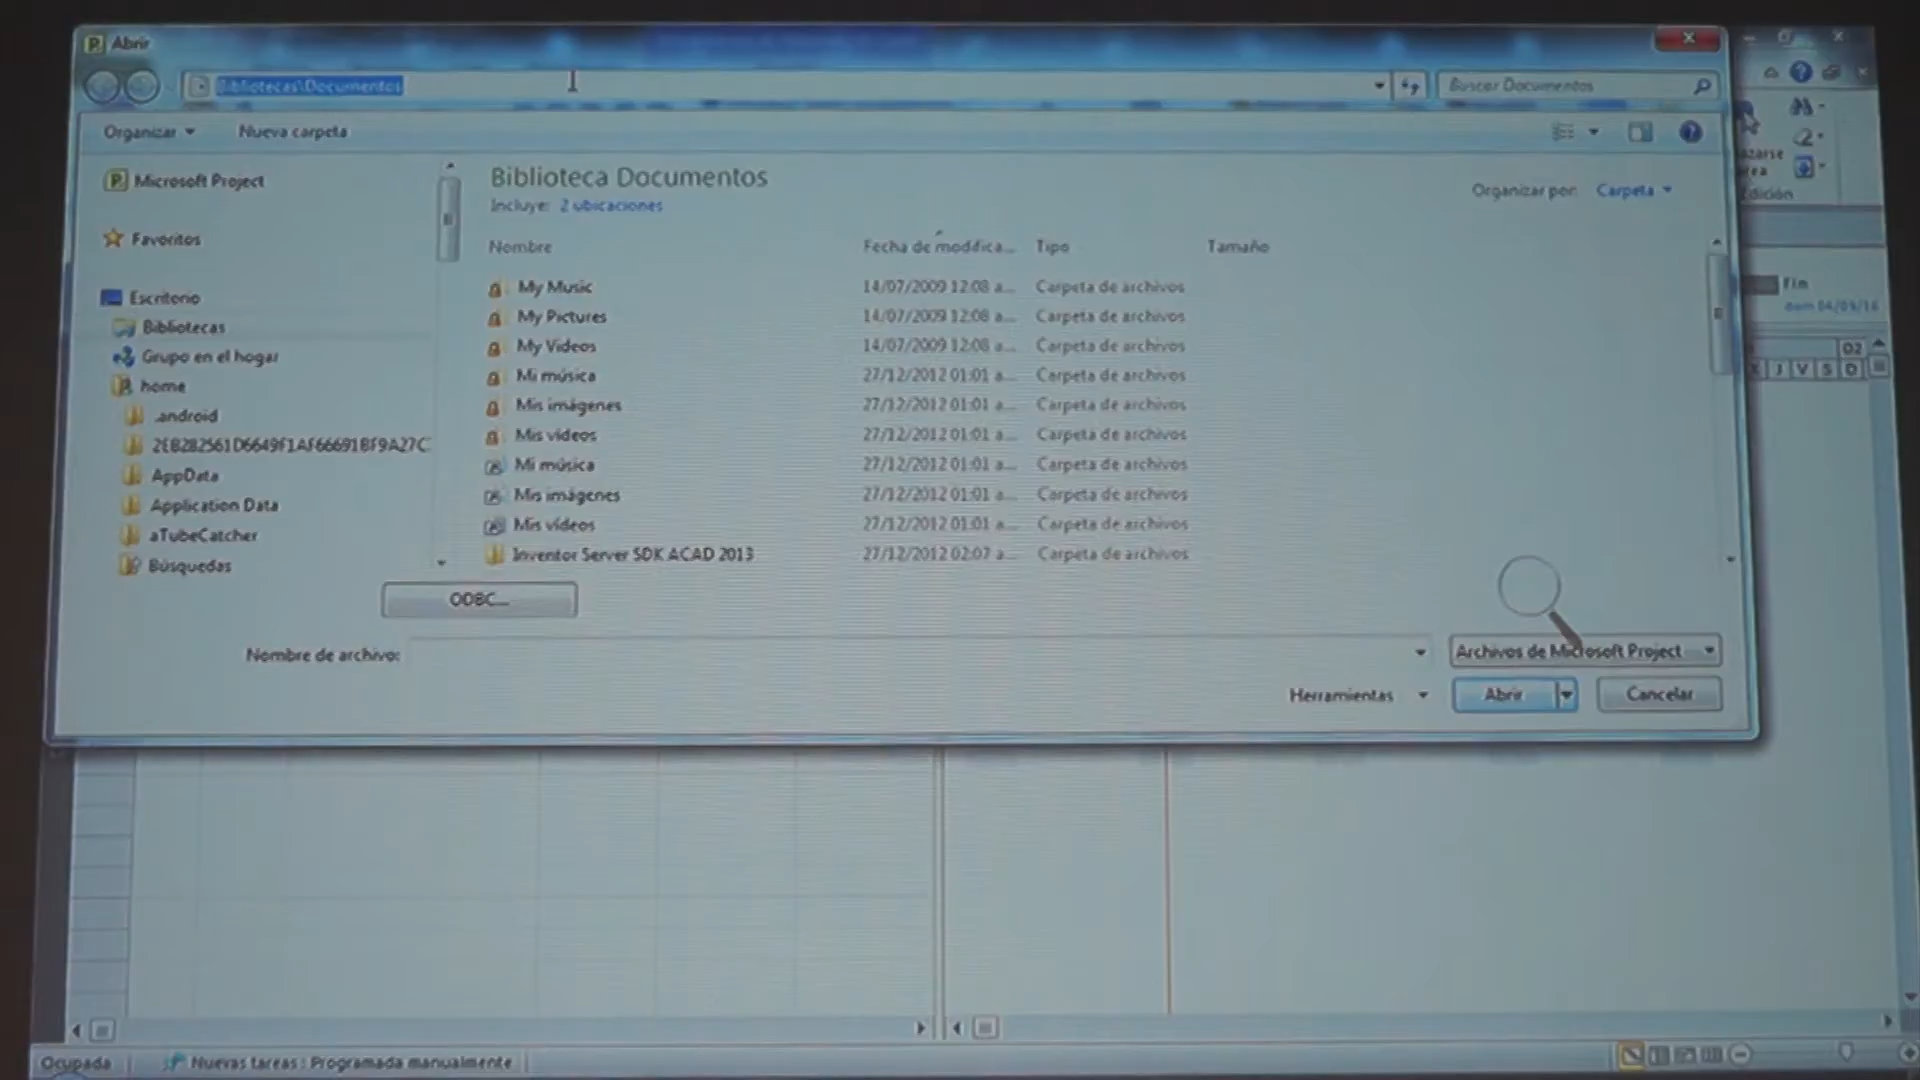 Abrir
Bibliotecas\Documentos
Buscar Documentos
Organizar
Nueva carpeta
Microsoft Project
Favoritos
Escritorio
Bibliotecas
Grupo en el hogar
home
.android
AppData
Application Data
aTubeCatcher
Búsquedas
Biblioteca Documentos
Incluye: 2 ubicaciones
Organizar por: Carpeta
Nombre Fecha de modifica... Tipo Tamaño
My Music 14/07/2009 12:08 a... Carpeta de archivos
My Pictures 14/07/2009 12:08 a... Carpeta de archivos
My Videos 14/07/2009 12:08 a... Carpeta de archivos
Mi música 27/12/2012 01:01 a... Carpeta de archivos
Mis imágenes 27/12/2012 01:01 a... Carpeta de archivos
Mis vídeos 27/12/2012 01:01 a... Carpeta de archivos
Mi música 27/12/2012 01:01 a... Carpeta de archivos
Mis imágenes 27/12/2012 01:01 a... Carpeta de archivos
Mis vídeos 27/12/2012 01:01 a... Carpeta de archivos
Inventor Server SDK ACAD 2013 27/12/2012 02:07 a... Carpeta de archivos
ODBC...
Nombre de archivo:
Archivos de Microsoft Project
Herramientas
Abrir
Cancelar
Edición
Fin
02
J V S D
Ocupada
Nuevas tareas : Programada manualmente